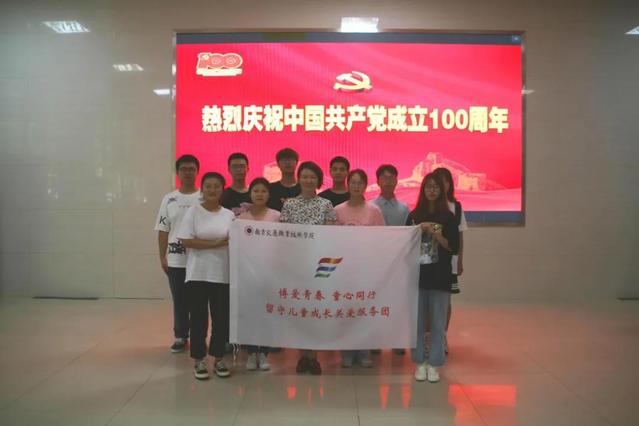 100
热烈庆祝中国共产党成立100周年
南京交通职业技术学院
博爱青春 童心同行
留守儿童成长关爱服务团